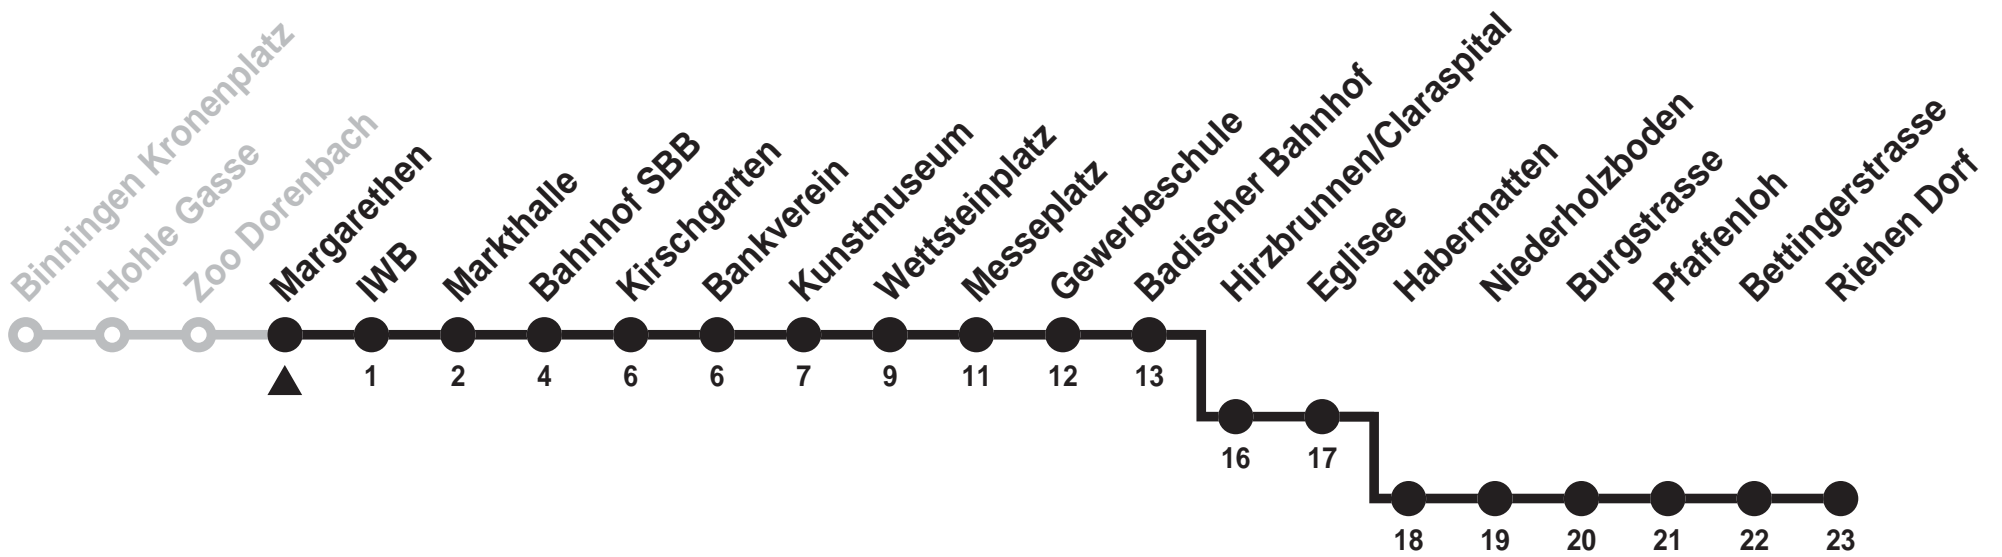 Binningen Kronenplatz
Hohle Gasse
Zoo Dorenbach
Margarethen
IWB
Markthalle
Bahnhof SBB
Kirschgarten
Bankverein
Kunstmuseum
Wettsteinplatz
Messeplatz
Gewerbeschule
Badischer Bahnhof
Hirzbrunnen/Claraspital
Eglisee
Habermatten
Niederholzboden
Burgstrasse
Pfaffenloh
Bettingerstrasse
Riehen Dorf
1 2 4 6 6 7 9 11 12 13
16 17
18 19 20 21 22 23